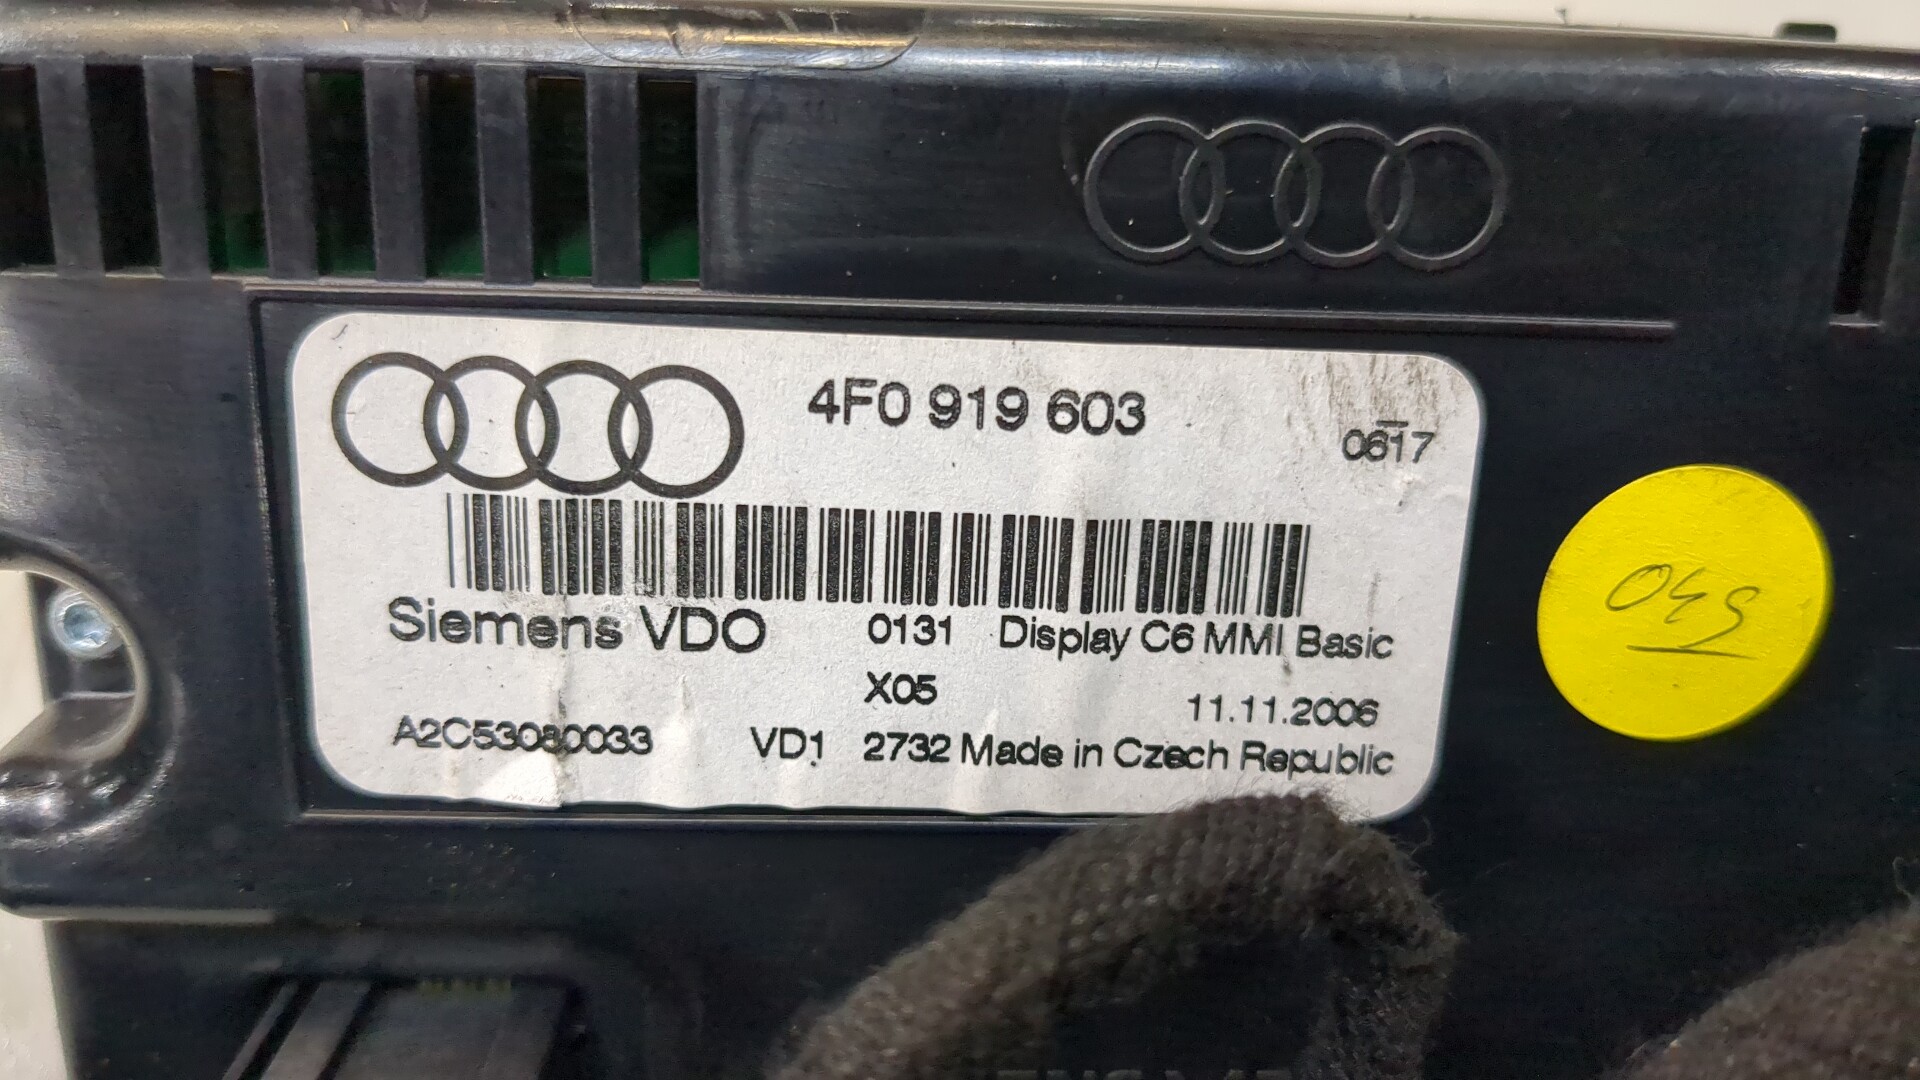 4F0 919 603
0617
Siemens VDO 0131 Display C6 MMI Basic
X05 11.11.2006
A2C53080033 VD1 2732 Made in Czech Republic
540